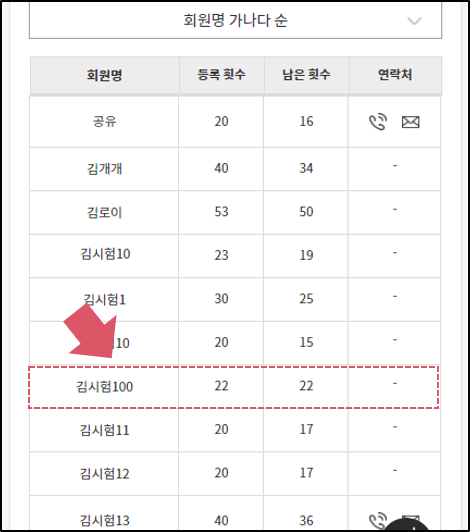 회원명 가나다 순
회원명 등록 횟수 남은 횟수 연락처
공유 20 16
김개개 40 34 -
김로이 53 50 -
김시험10 23 19 -
김시험1 30 25 -
10 20 15 -
김시험100 22 22 -
김시험11 20 17 -
김시험12 20 17 -
김시험13 40 36